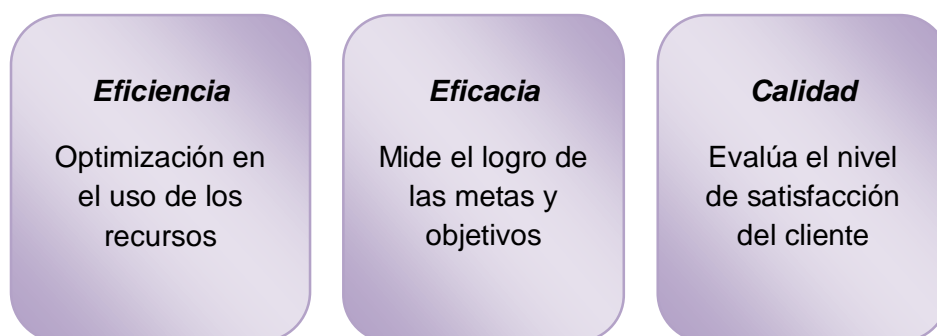 Eficiencia
Optimización en
el uso de los
recursos
Eficacia
Mide el logro de
las metas y
objetivos
Calidad
Evalúa el nivel
de satisfacción
del cliente